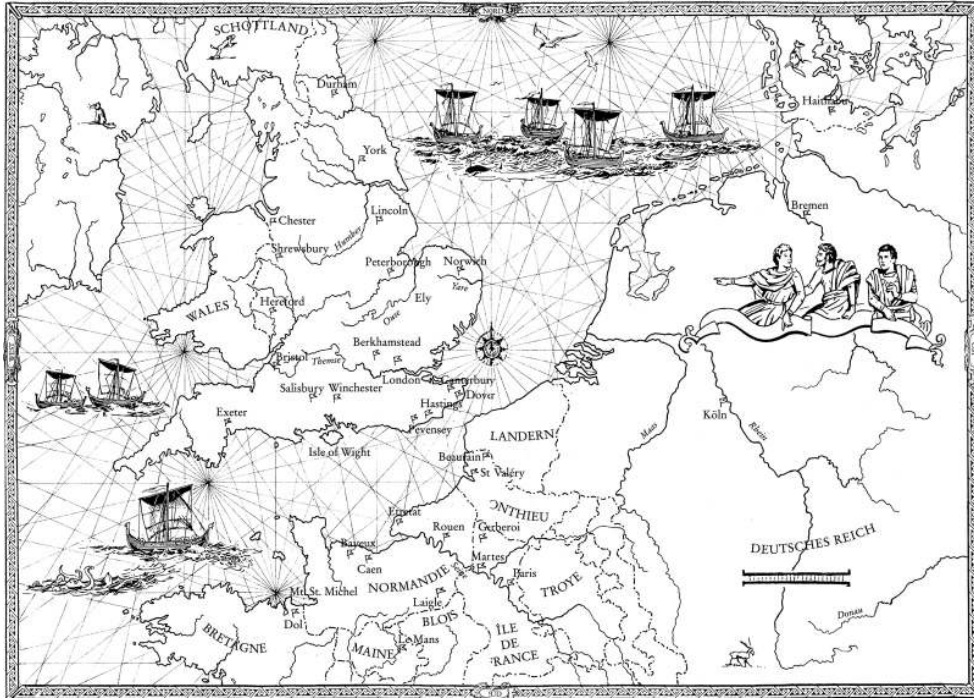 NORD
SCHOTTLAND
Durham
Haithabu
York
Bremen
Chester
Lincoln
Humber
Shrewsbury
Peterborough
Norwich
Yare
Ely
WALES
Hereford
Ouse
Berkhamstead
Bristol
Themse
London
Canterbury
Salisbury
Winchester
Dover
Hastings
Exeter
Pevensey
Köln
Maas
Rhein
LANDERN
Isle of Wight
Beaurain
St Valéry
ONTHIEU
Etretat
Rouen
Gerberoi
Bayeux
DEUTSCHES REICH
Caen
Martes
Paris
NORMANDIE
TROYE
Mt. St. Michel
Laigle
Dol
BLOIS
Donau
BRETAGNE
ÎLE
DE
RANCE
Le Mans
MAINE
SÜD